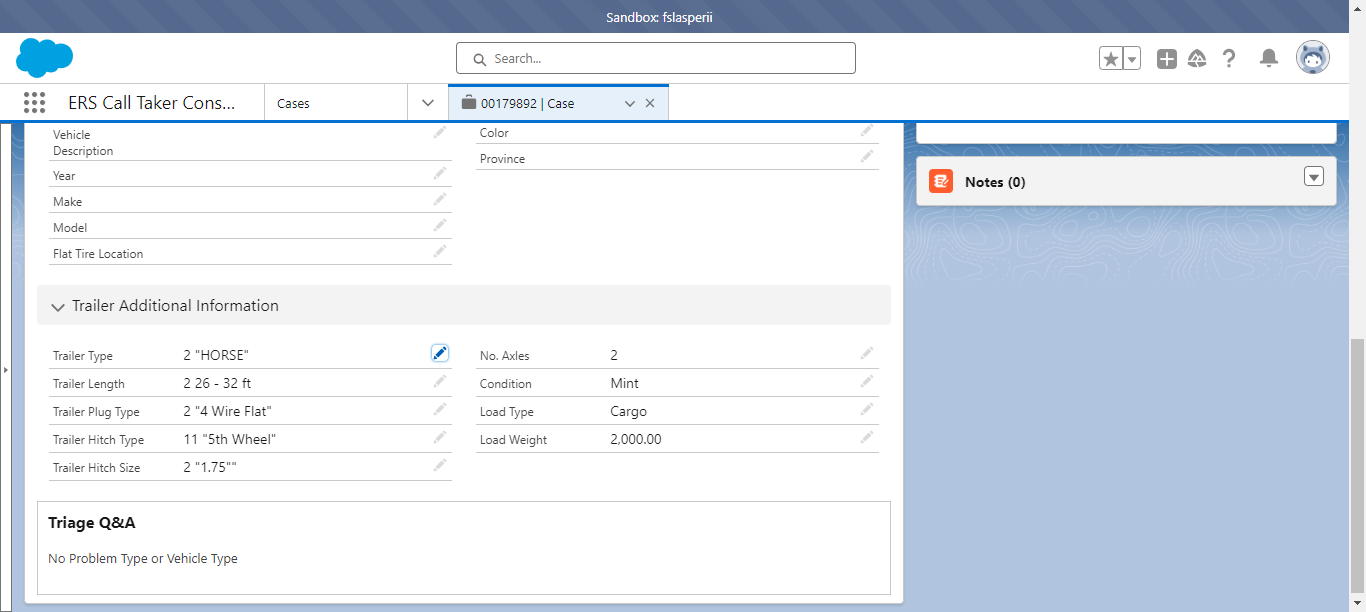 Sandbox: fslasperii
Search...
ERS Call Taker Cons...
Cases
00179892 | Case
Vehicle
Description
Color
Province
Year
Make
Model
Flat Tire Location
Notes (0)
Trailer Additional Information
Trailer Type 2 "HORSE"
No. Axles 2
Trailer Length 2 26 - 32 ft
Condition Mint
Trailer Plug Type 2 "4 Wire Flat"
Load Type Cargo
Trailer Hitch Type 11 "5th Wheel"
Load Weight 2,000.00
Trailer Hitch Size 2 "1.75""
Triage Q&A
No Problem Type or Vehicle Type